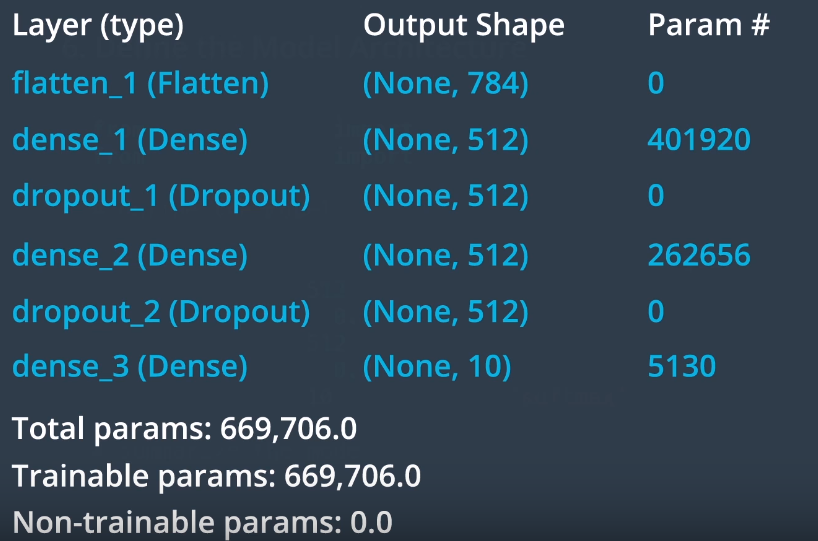 Layer (type) Output Shape Param #
flatten_1 (Flatten) (None, 784) 0
dense_1 (Dense) (None, 512) 401920
dropout_1 (Dropout) (None, 512) 0
dense_2 (Dense) (None, 512) 262656
dropout_2 (Dropout) (None, 512) 0
dense_3 (Dense) (None, 10) 5130
Total params: 669,706.0
Trainable params: 669,706.0
Non-trainable params: 0.0